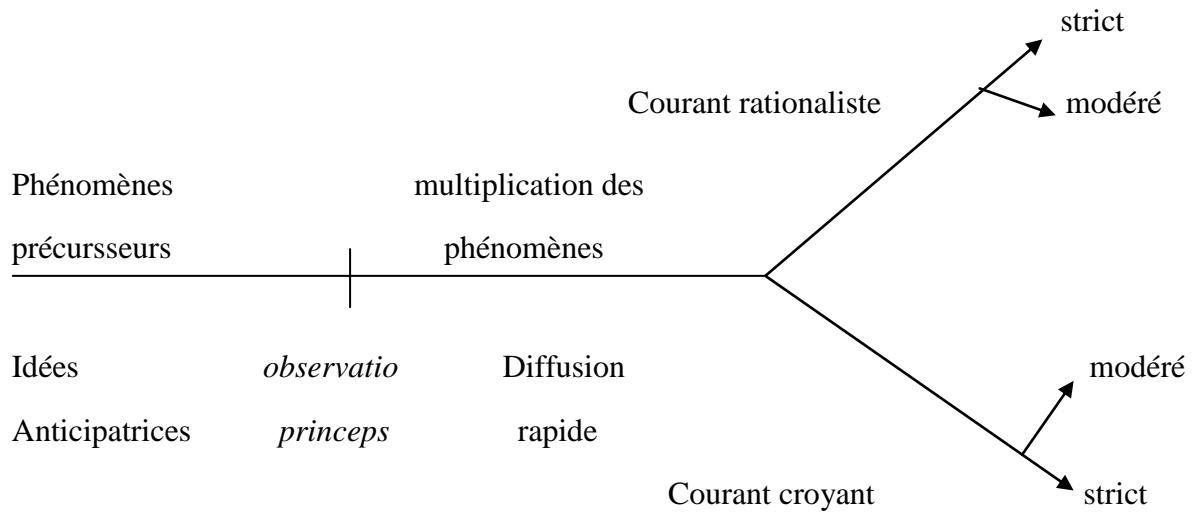 strict
Courant rationaliste
modéré
Phénomènes
précursseurs
multiplication des
phénomènes
Idées
Anticipatrices
observatio
princeps
Diffusion
rapide
modéré
Courant croyant
strict